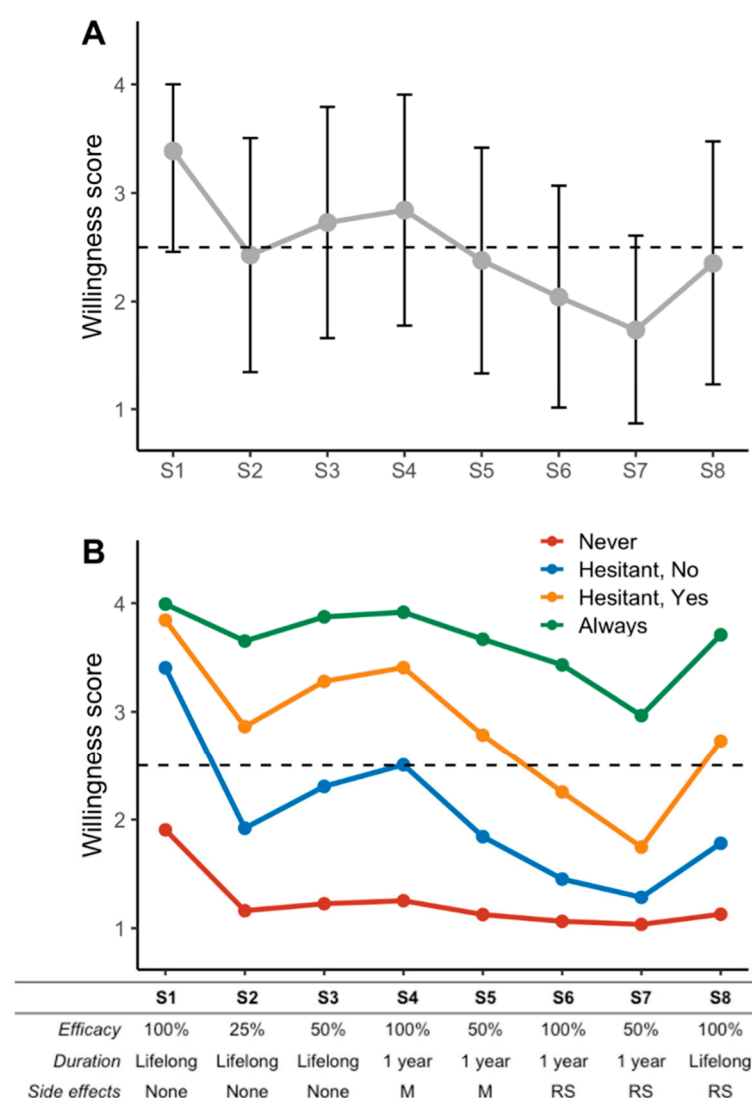 A
Willingness score
4
3
2
1
S1 S2 S3 S4 S5 S6 S7 S8
B
Never
Hesitant, No
Hesitant, Yes
Always
Willingness score
4
3
2
1
S1 S2 S3 S4 S5 S6 S7 S8
Efficacy 100% 25% 50% 100% 50% 100% 50% 100%
Duration Lifelong Lifelong Lifelong 1 year 1 year 1 year 1 year Lifelong
Side effects None None None M M RS RS RS